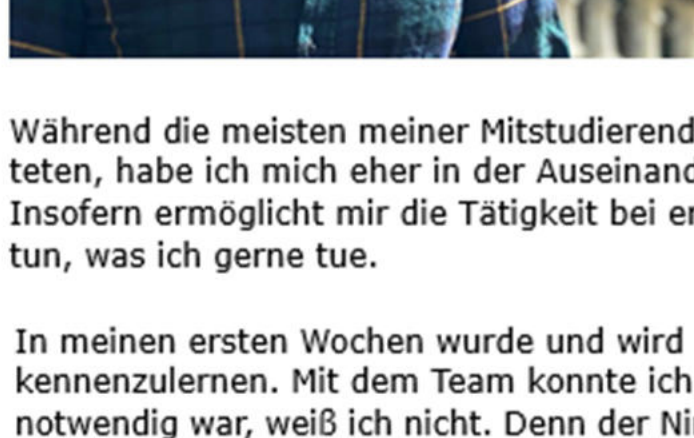 Während die meisten meiner Mitstudierend
teten, habe ich mich eher in der Auseinand
Insofern ermöglicht mir die Tätigkeit bei er
tun, was ich gerne tue.
In meinen ersten Wochen wurde und wird
kennenzulernen. Mit dem Team konnte ich
notwendig war, weiß ich nicht. Denn der Ni